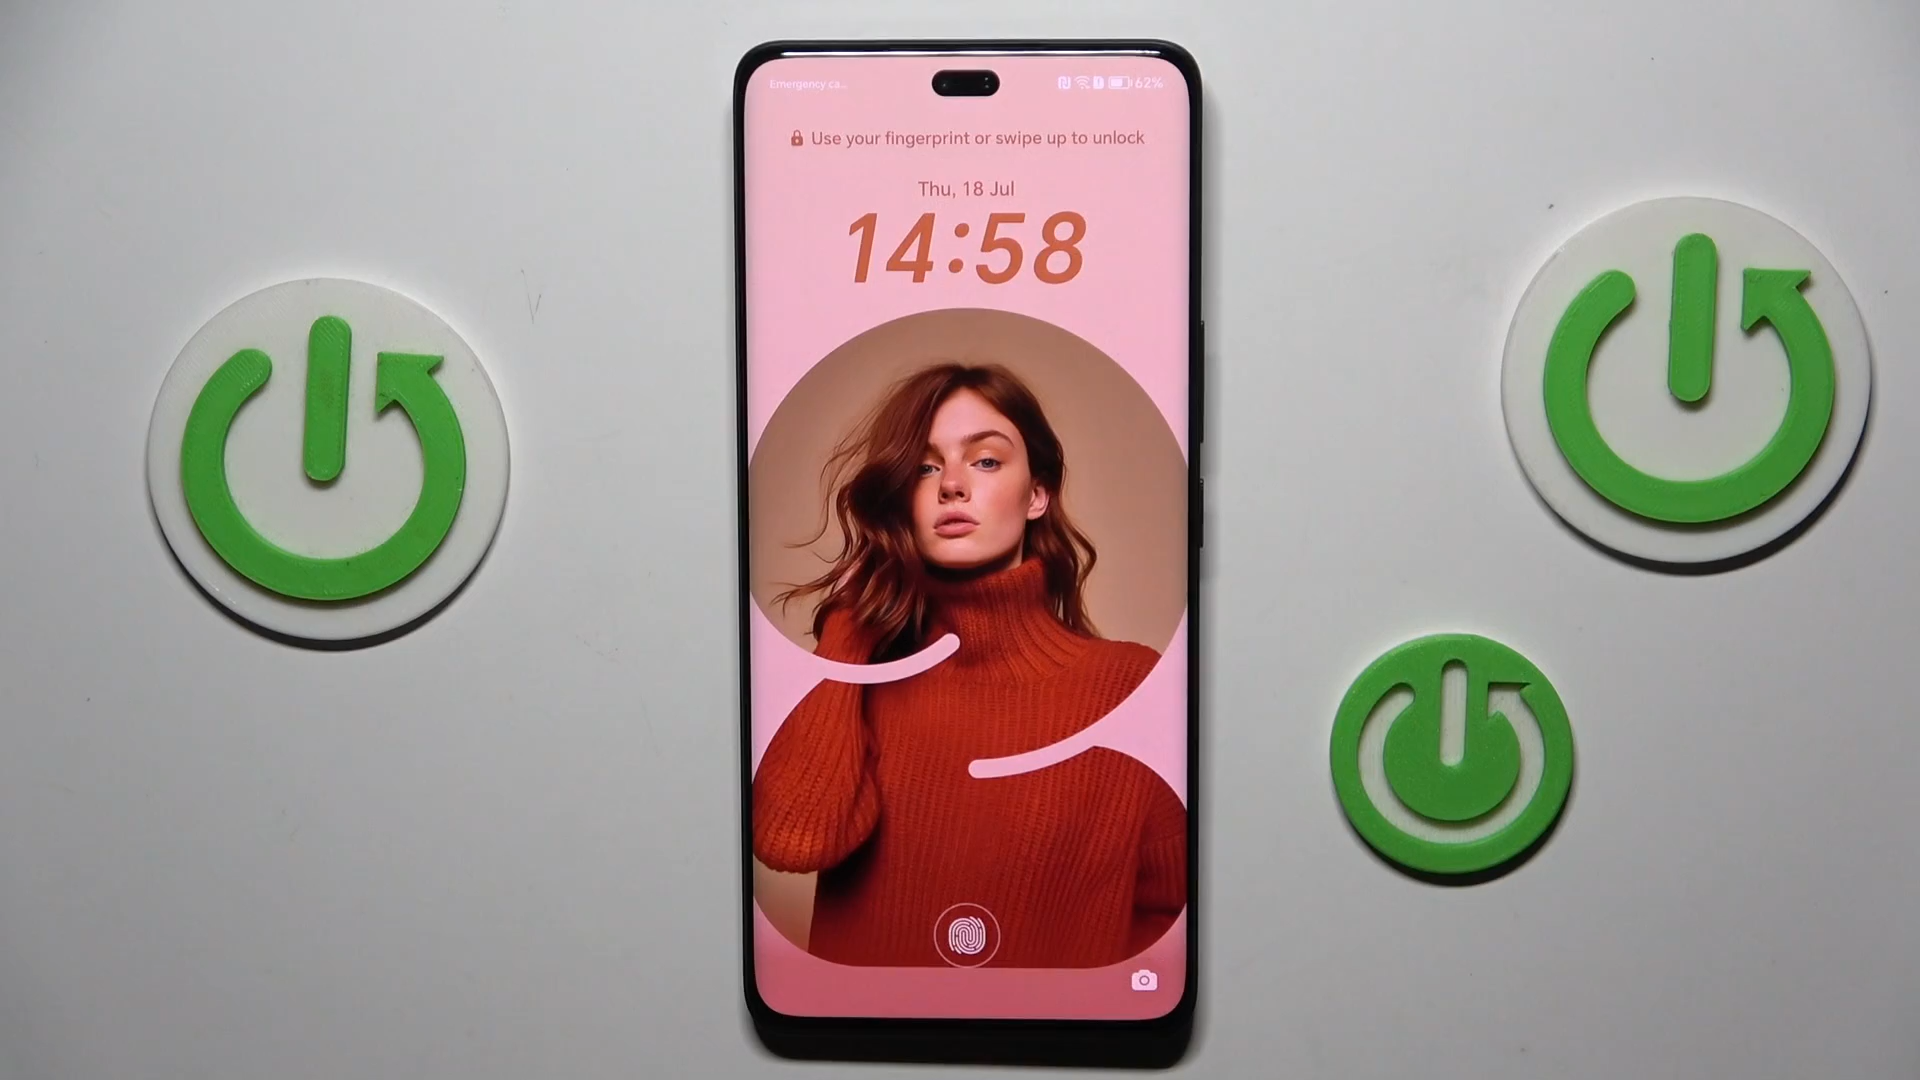 Emergency ca...
62%
Use your fingerprint or swipe up to unlock
Thu, 18 Jul
14:58